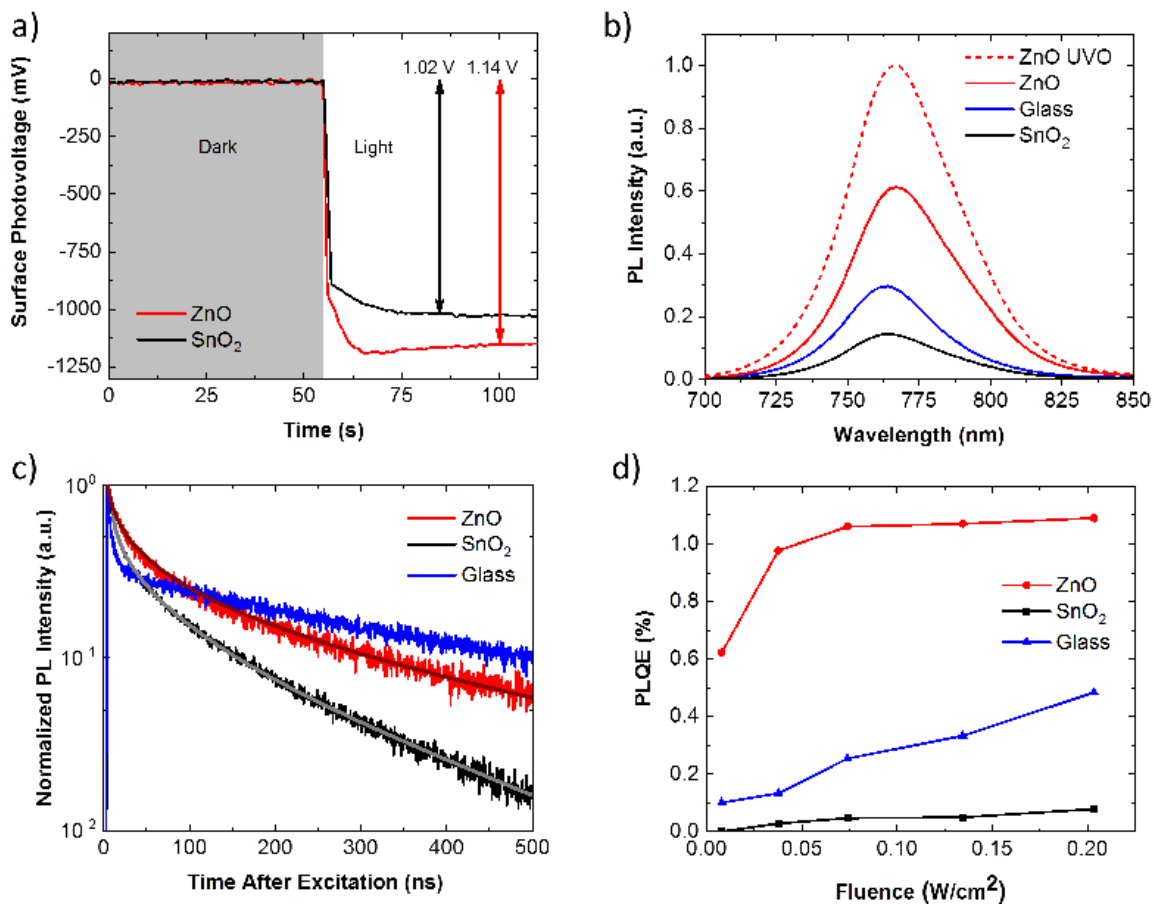 a)
Surface Photovoltage (mV)
0
-250
-500
-750
-1000
-1250
Dark
Light
1.02 V 1.14 V
ZnO
SnO₂
0 25 50 75 100
Time (s)
b)
PL Intensity (a.u.)
1.0
0.8
0.6
0.4
0.2
0.0
ZnO UVO
ZnO
Glass
SnO₂
700 725 750 775 800 825 850
Wavelength (nm)
c)
Normalized PL Intensity (a.u.)
10⁰
10⁻¹
10⁻²
ZnO
SnO₂
Glass
0 100 200 300 400 500
Time After Excitation (ns)
d)
PLQE (%)
1.2
1.0
0.8
0.6
0.4
0.2
0.0
ZnO
SnO₂
Glass
0.00 0.05 0.10 0.15 0.20
Fluence (W/cm²)